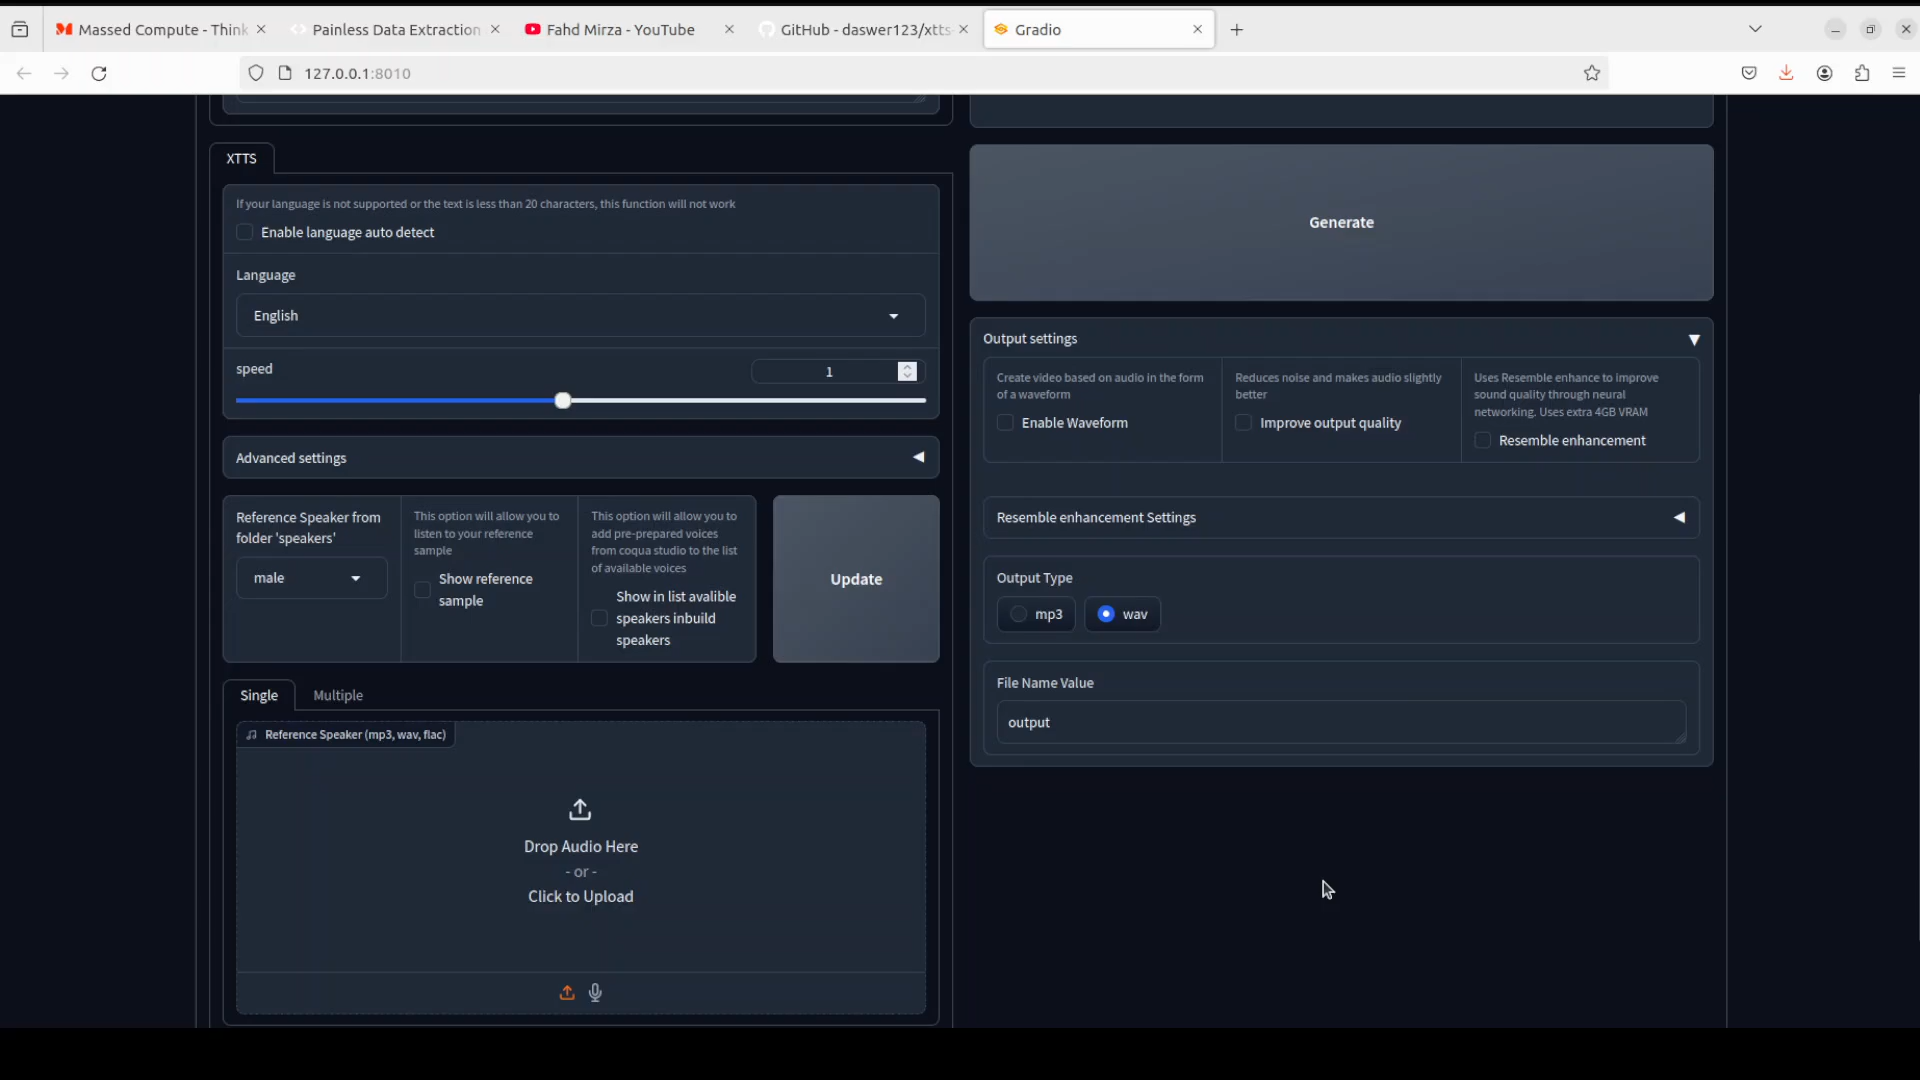 Massed Compute - Think
Painless Data Extraction
Fahd Mirza - YouTube
GitHub - daswer123/xtts
Gradio
127.0.0.1:8010
XTTS
If your language is not supported or the text is less than 20 characters, this function will not work
Enable language auto detect
Language
English
speed
1
Advanced settings
Reference Speaker from
folder 'speakers'
male
This option will allow you to
listen to your reference
sample
Show reference
sample
This option will allow you to
add pre-prepared voices
from coqua studio to the list
of available voices
Show in list avalible
speakers inbuild
speakers
Update
Single
Multiple
Reference Speaker (mp3, wav, flac)
Drop Audio Here
- or -
Click to Upload
Generate
Output settings
Create video based on audio in the form
of a waveform
Enable Waveform
Reduces noise and makes audio slightly
better
Improve output quality
Uses Resemble enhance to improve
sound quality through neural
networking. Uses extra 4GB VRAM
Resemble enhancement
Resemble enhancement Settings
Output Type
mp3
wav
File Name Value
output